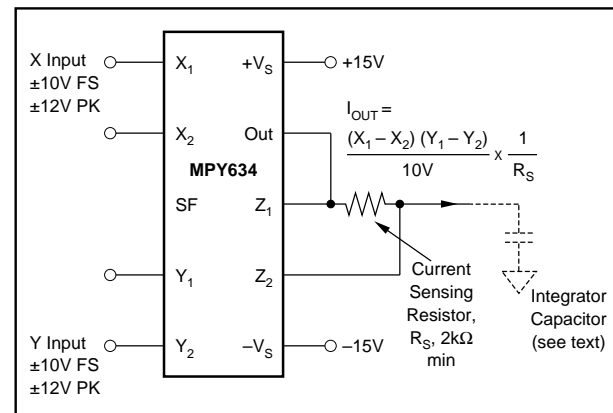 X Input
±10V FS
±12V PK
X1
X2
MPY634
SF
Y1
Y Input
±10V FS
±12V PK
Y2
+VS
+15V
Out
Z1
Z2
–VS
–15V
IOUT =
(X1 – X2) (Y1 – Y2)
10V
x
1
RS
Current
Sensing
Resistor,
RS, 2kΩ
min
Integrator
Capacitor
(see text)